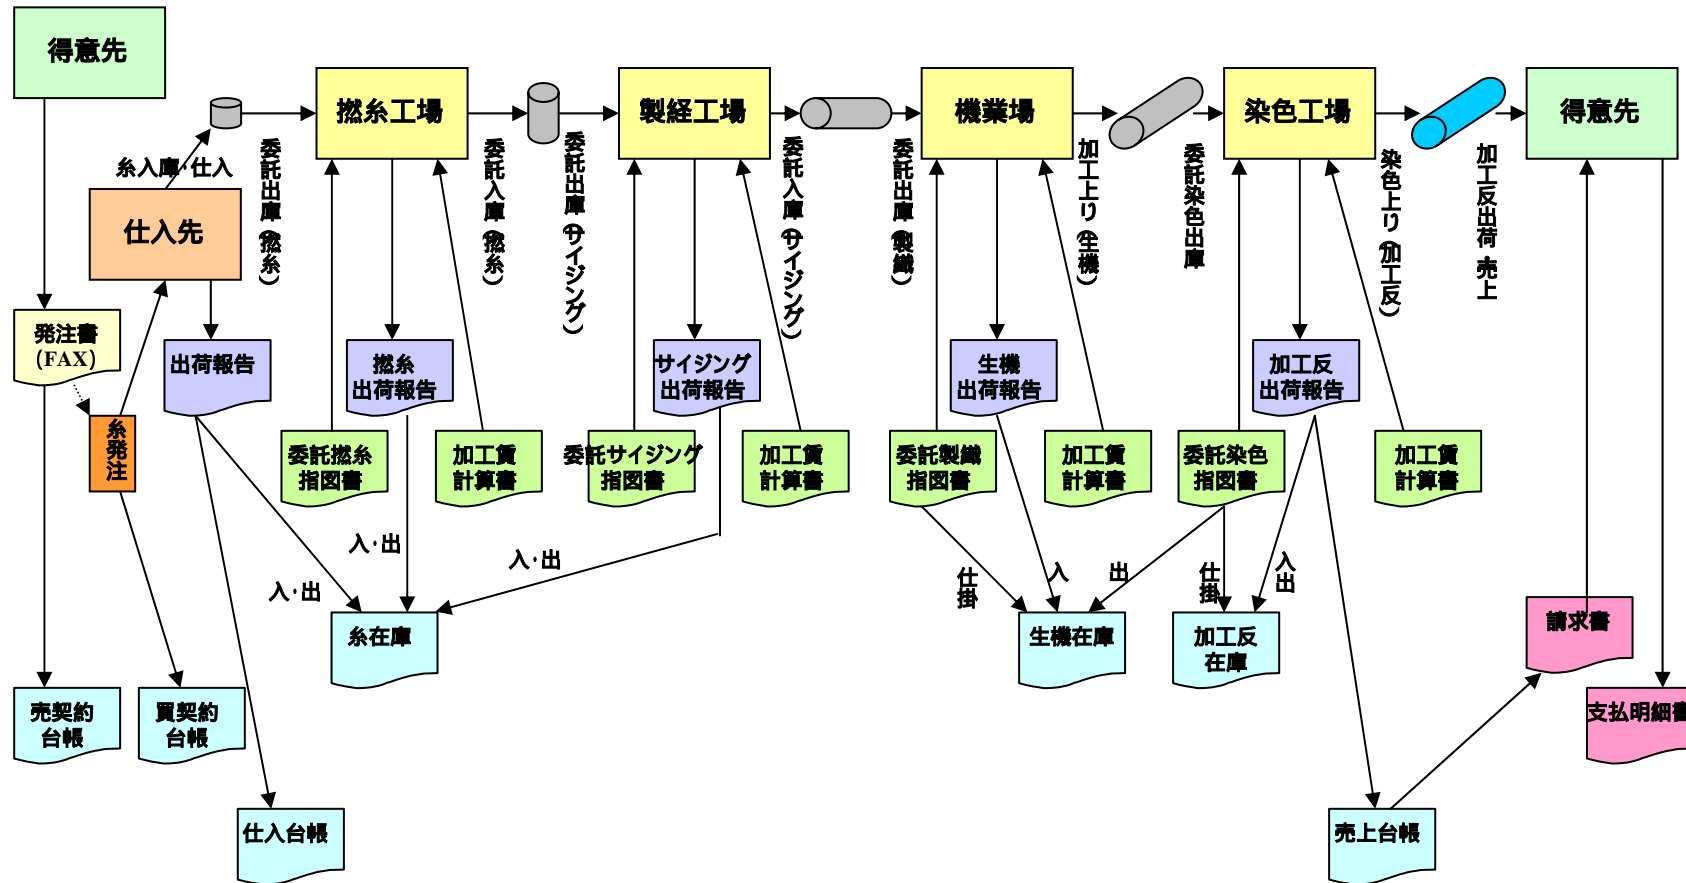 得意先
撚糸工場
製経工場
機業場
染色工場
得意先
糸入庫・仕入
委託出庫(撚糸)
委託入庫(撚糸)
委託出庫(サイジング)
委託入庫(サイジング)
委託出庫(製織)
加工上り(生機)
委託染色出庫
染色上り(加工反)
加工反出荷・売上
仕入先
発注書
(FAX)
出荷報告
撚糸
出荷報告
サイジング
出荷報告
生機
出荷報告
加工反
出荷報告
糸発注
委託撚糸
指図書
加工賃
計算書
委託サイジング
指図書
加工賃
計算書
委託製織
指図書
加工賃
計算書
委託染色
指図書
加工賃
計算書
入・出
入・出
入・出
仕掛
入
出
仕掛
入出
糸在庫
生機在庫
加工反
在庫
請求書
売契約
台帳
買契約
台帳
支払明細書
仕入台帳
売上台帳